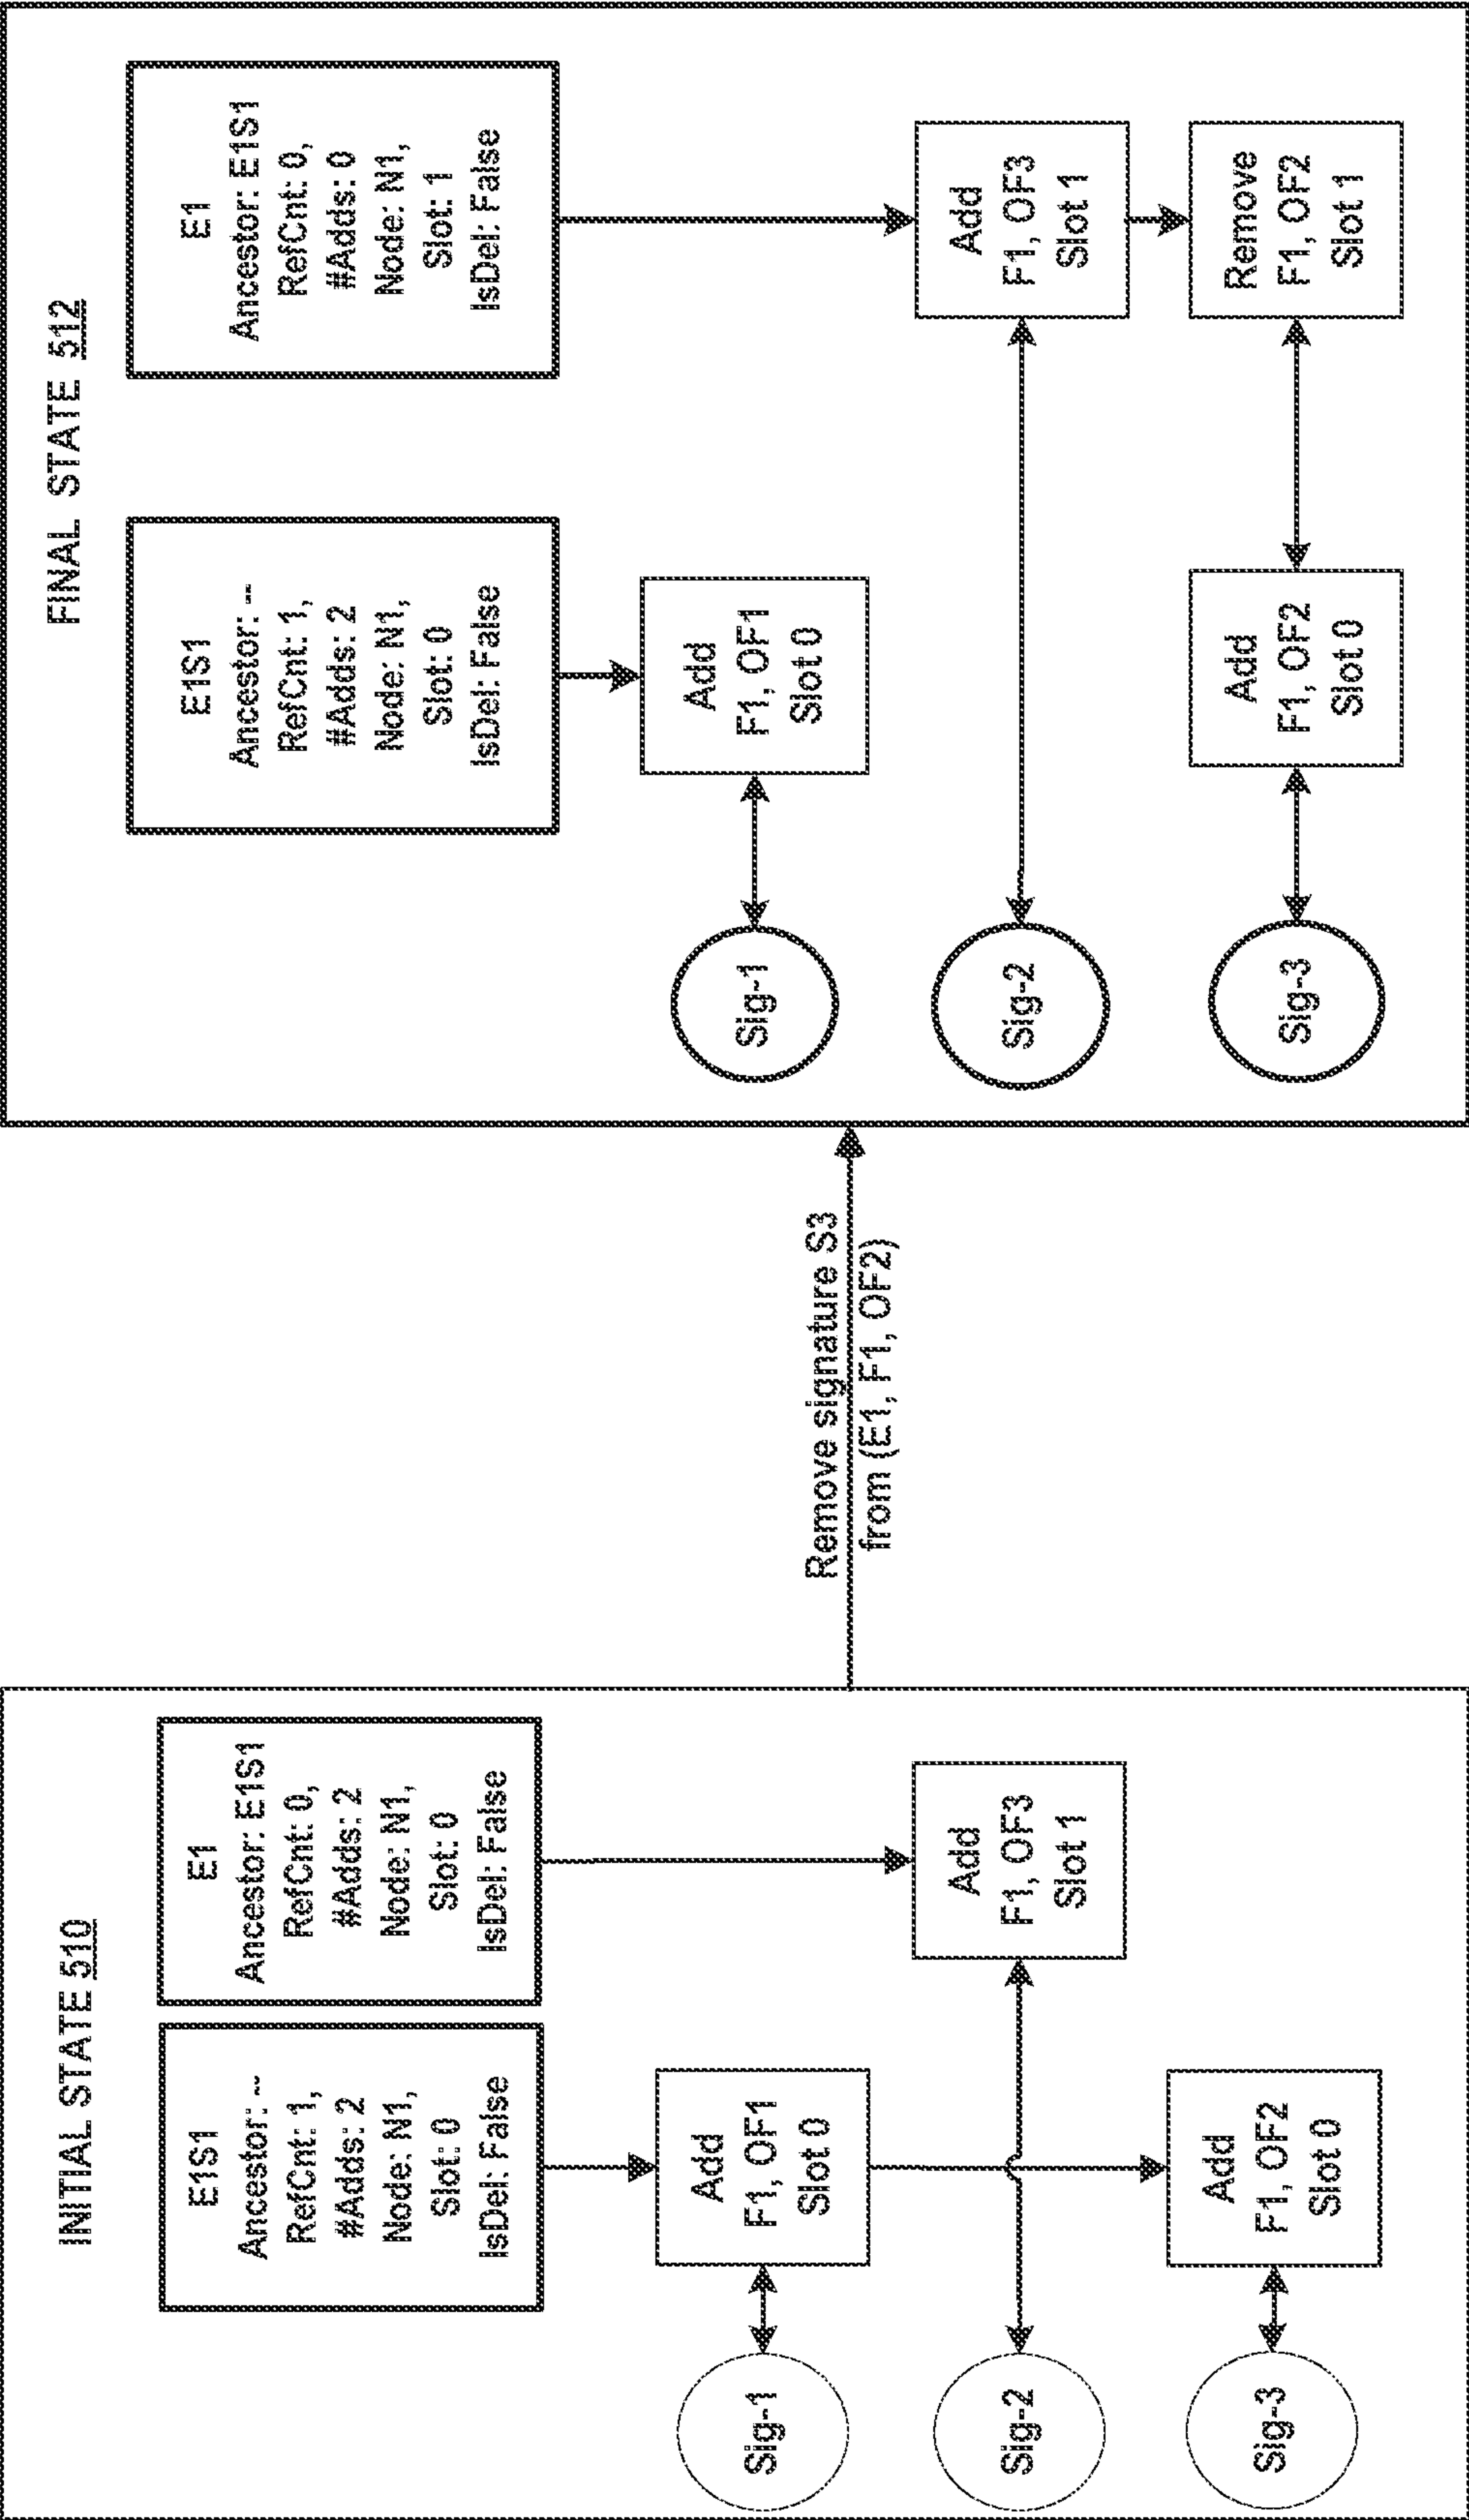 INITIAL STATE 510
E1S1
Ancestor: --
RefCnt: 1,
#Adds: 2
Node: N1,
Slot: 0
IsDel: False
E1
Ancestor: E1S1
RefCnt: 0,
#Adds: 2
Node: N1,
Slot: 0
IsDel: False
Sig-1
Add
F1, OF1
Slot 0
Sig-2
Add
F1, OF3
Slot 1
Sig-3
Add
F1, OF2
Slot 0
Remove signature S3
from (E1, F1, OF2)
FINAL STATE 512
E1S1
Ancestor: --
RefCnt: 1,
#Adds: 2
Node: N1,
Slot: 0
IsDel: False
E1
Ancestor: E1S1
RefCnt: 0,
#Adds: 0
Node: N1,
Slot: 1
IsDel: False
Sig-1
Add
F1, OF1
Slot 0
Sig-2
Add
F1, OF3
Slot 1
Sig-3
Add
F1, OF2
Slot 0
Remove
F1, OF2
Slot 1